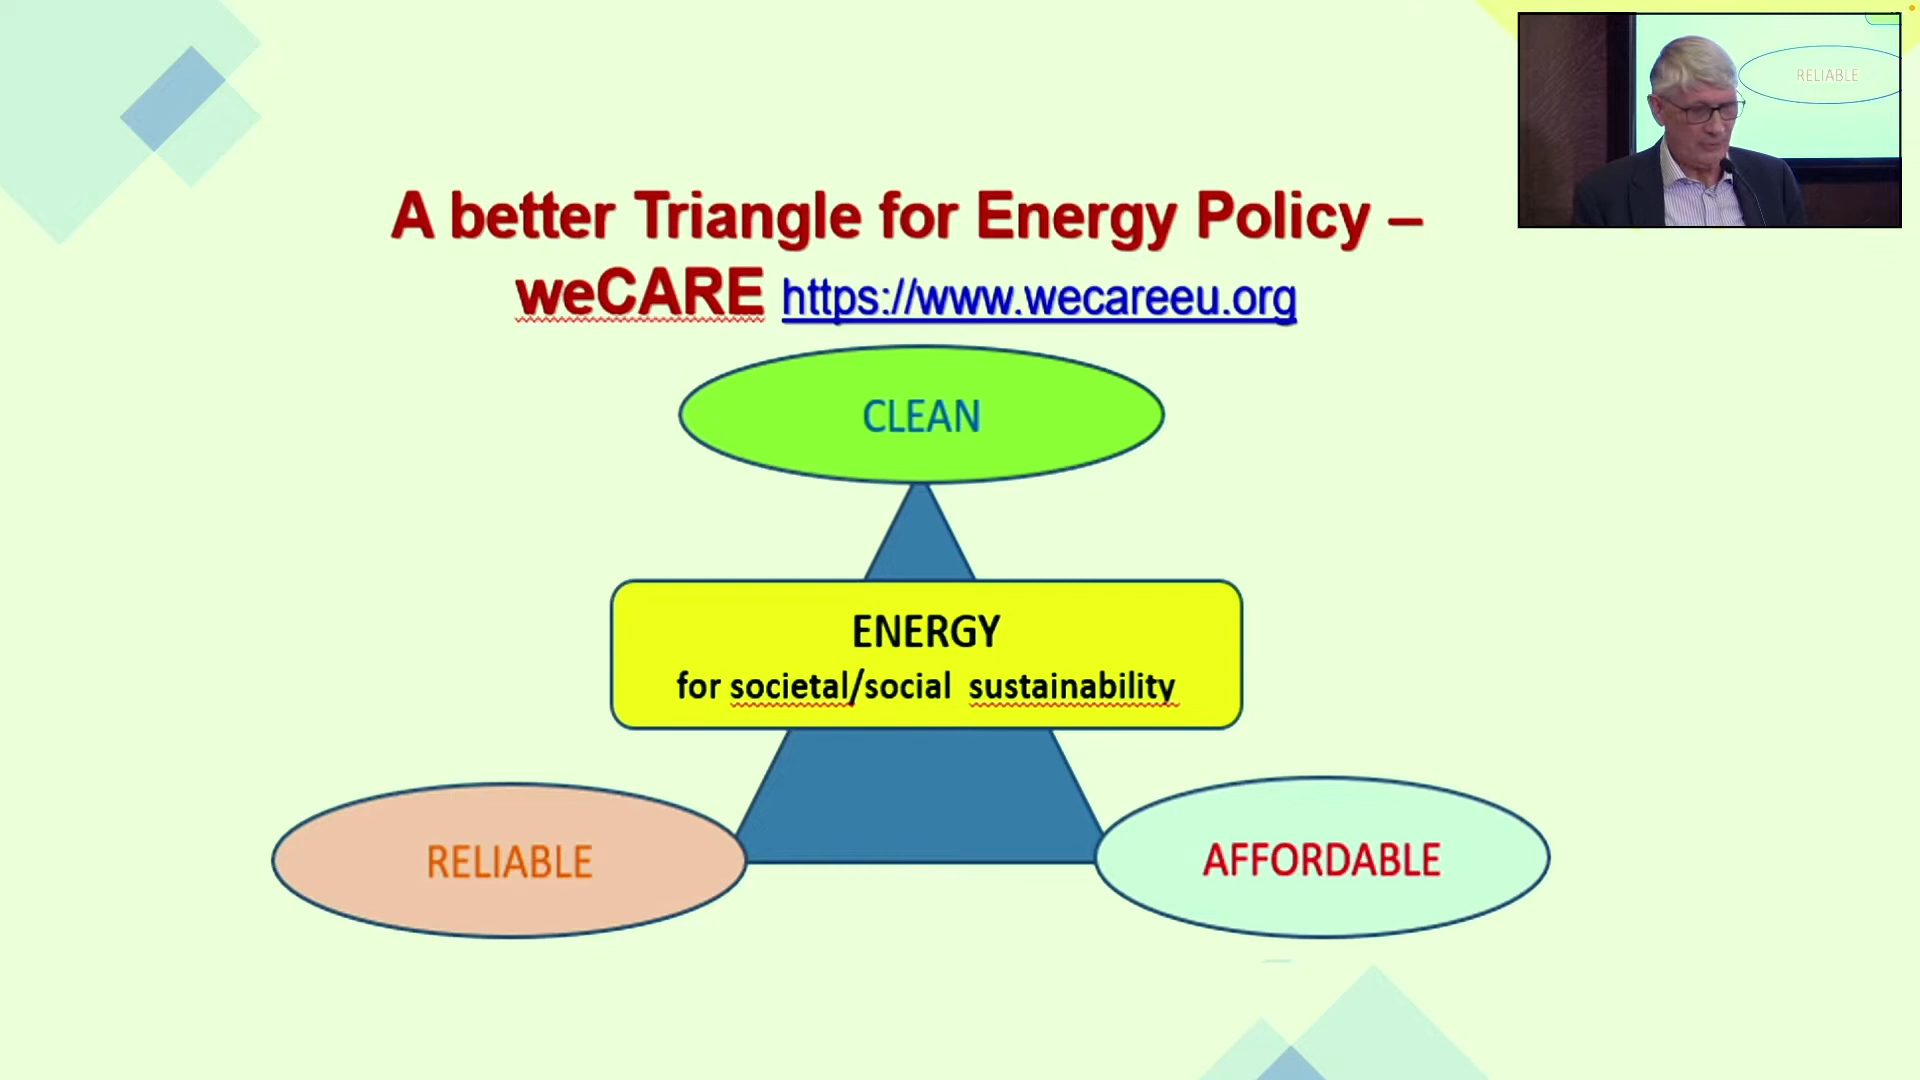 A better Triangle for Energy Policy –
weCARE https://www.wecareeu.org
CLEAN
ENERGY
for societal/social sustainability
RELIABLE
AFFORDABLE
RELIABLE